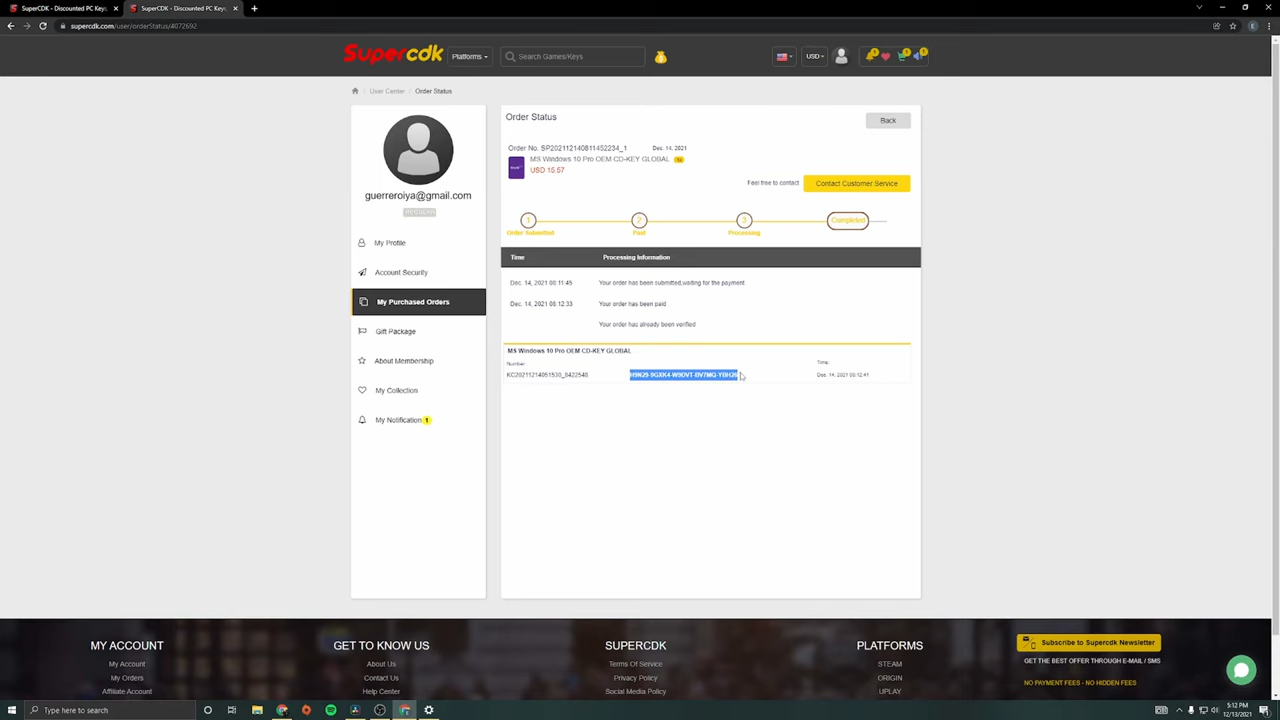 SuperCDK - Discounted PC Key
SuperCDK - Discounted PC Key
supercdk.com/user/orderStatus/4072692
Supercdk
Platforms
Search Games/Keys
USD
User Center / Order Status
guerreroiya@gmail.com
REGULAR
My Profile
Account Security
My Purchased Orders
Gift Package
About Membership
My Collection
My Notification 1
Order Status
Back
Order No. SP202112140811452234_1 Dec. 14, 2021
MS Windows 10 Pro OEM CD-KEY GLOBAL
USD 15.57
Feel free to contact
Contact Customer Service
1 2 3 Completed
Order Submitted Paid Processing
Time Processing Information
Dec. 14, 2021 08:11:45 Your order has been submitted,waiting for the payment
Dec. 14, 2021 08:12:33 Your order has been paid
Your order has already been verified
MS Windows 10 Pro OEM CD-KEY GLOBAL
Number: Time:
KC20211214051530_8422548 Dec. 14, 2021 08:12:41
MY ACCOUNT
My Account
My Orders
Affiliate Account
GET TO KNOW US
About Us
Contact Us
Help Center
SUPERCDK
Terms Of Service
Privacy Policy
Social Media Policy
PLATFORMS
STEAM
ORIGIN
UPLAY
Subscribe to Supercdk Newsletter
GET THE BEST OFFER THROUGH E-MAIL / SMS
NO PAYMENT FEES - NO HIDDEN FEES
Type here to search
5:12 PM
12/13/2021